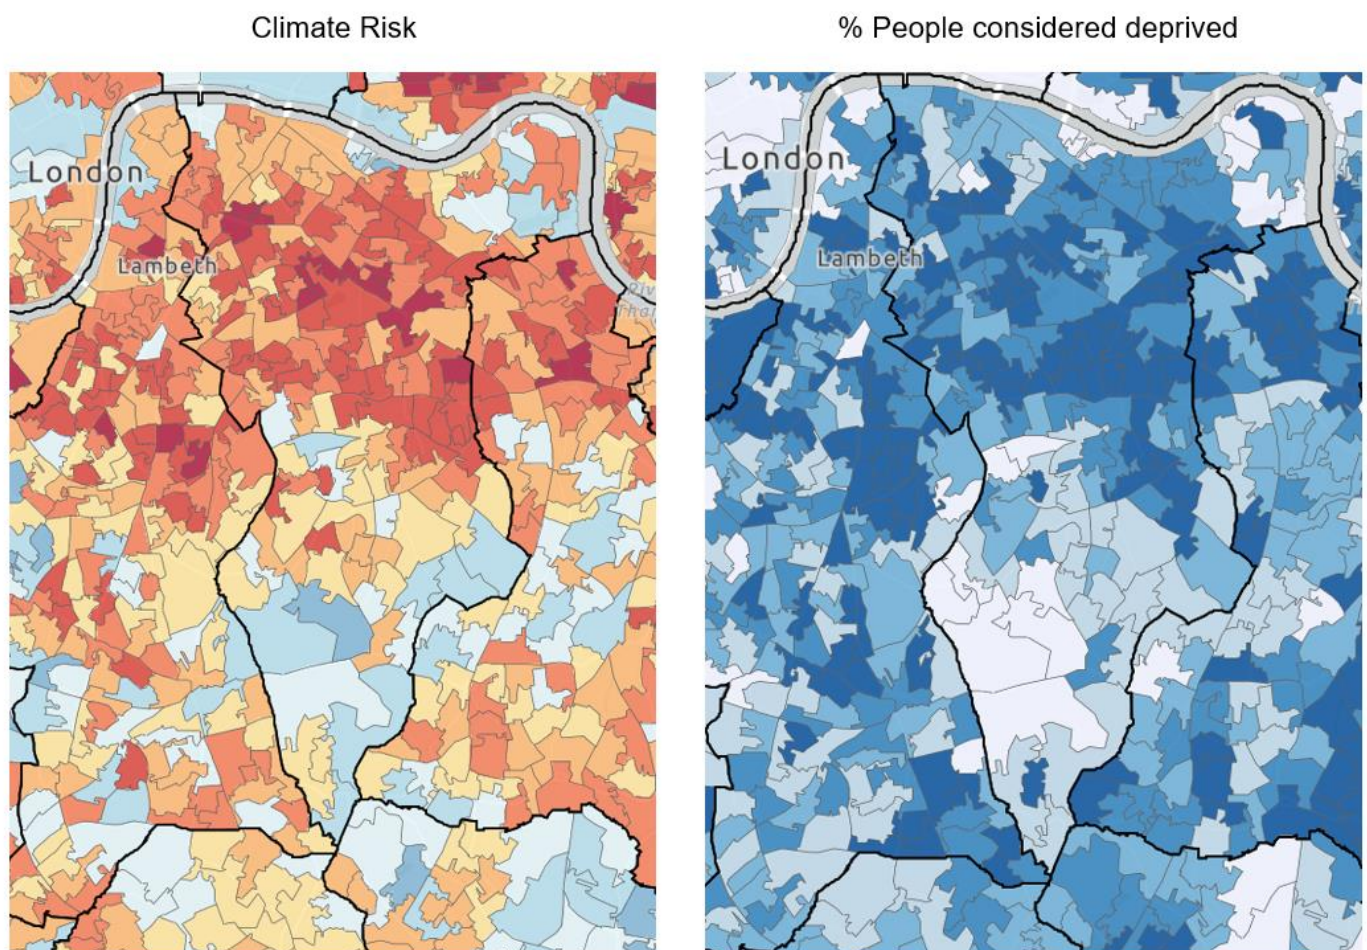 Climate Risk
% People considered deprived
London
London
Lambeth
Lambeth